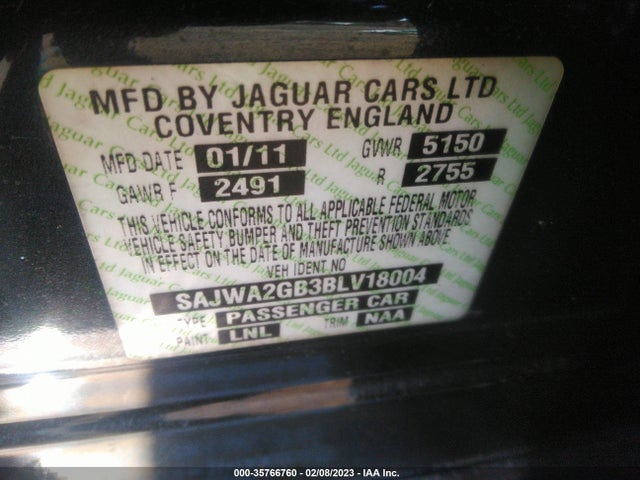 MFD BY JAGUAR CARS LTD
COVENTRY ENGLAND
MFD DATE 01/11 GVWR 5150
GAWR F 2491 R 2755
THIS VEHICLE CONFORMS TO ALL APPLICABLE FEDERAL MOTOR
VEHICLE SAFETY BUMPER AND THEFT PREVENTION STANDARDS
IN EFFECT ON THE DATE OF MANUFACTURE SHOWN ABOVE
VEH IDENT NO
SAJWA2GB3BLV18004
TYPE PASSENGER CAR
PAINT LNL TRIM NAA
000-35766760 - 02/08/2023 - IAA Inc.